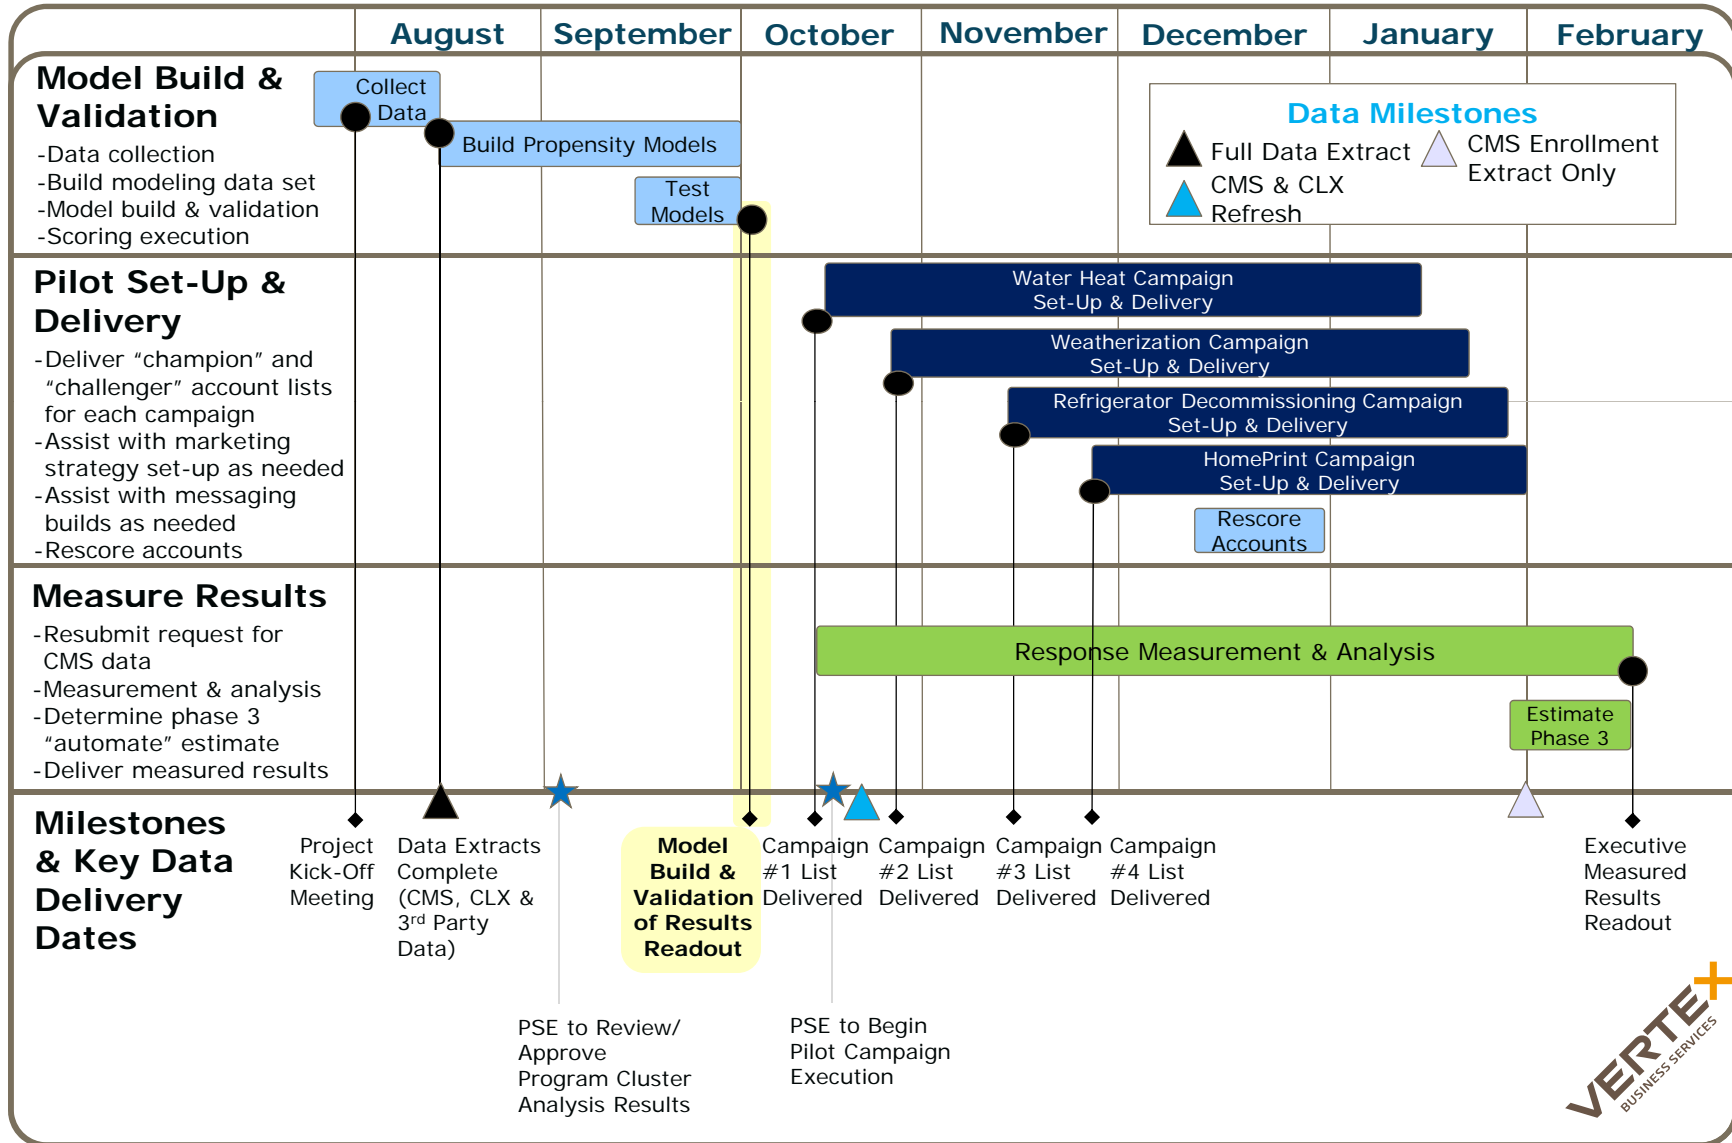 August
September
October
November
December
January
February
Model Build &
Validation
-Data collection
-Build modeling data set
-Model build & validation
-Scoring execution
Collect
Data
Build Propensity Models
Test
Models
Data Milestones
Full Data Extract
CMS Enrollment
Extract Only
CMS & CLX
Refresh
Pilot Set-Up &
Delivery
-Deliver “champion” and
“challenger” account lists
for each campaign
-Assist with marketing
strategy set-up as needed
-Assist with messaging
builds as needed
-Rescore accounts
Water Heat Campaign
Set-Up & Delivery
Weatherization Campaign
Set-Up & Delivery
Refrigerator Decommissioning Campaign
Set-Up & Delivery
HomePrint Campaign
Set-Up & Delivery
Rescore
Accounts
Measure Results
-Resubmit request for
CMS data
-Measurement & analysis
-Determine phase 3
“automate” estimate
-Deliver measured results
Response Measurement & Analysis
Estimate
Phase 3
Milestones
& Key Data
Delivery
Dates
Project
Kick-Off
Meeting
Data Extracts
Complete
(CMS, CLX &
3rd Party
Data)
Model
Build &
Validation
of Results
Readout
Campaign
#1 List
Delivered
Campaign
#2 List
Delivered
Campaign
#3 List
Delivered
Campaign
#4 List
Delivered
Executive
Measured
Results
Readout
PSE to Review/
Approve
Program Cluster
Analysis Results
PSE to Begin
Pilot Campaign
Execution
VERTEX
BUSINESS SERVICES